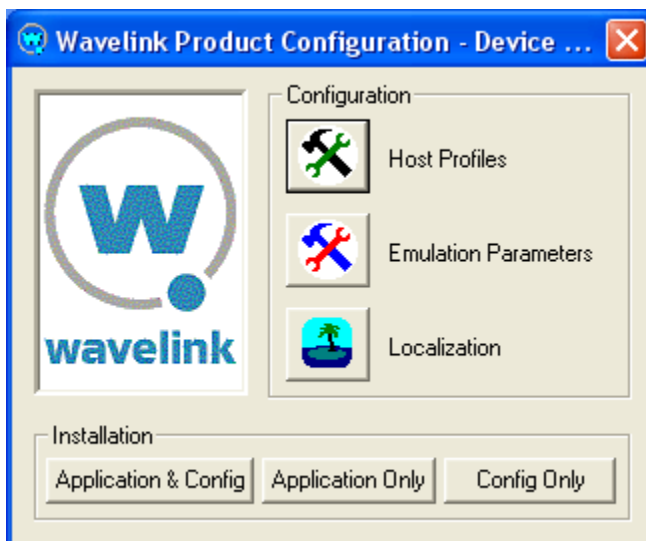 Wavelink Product Configuration - Device ...
Configuration
Host Profiles
Emulation Parameters
Localization
W
wavelink
Installation
Application & Config
Application Only
Config Only